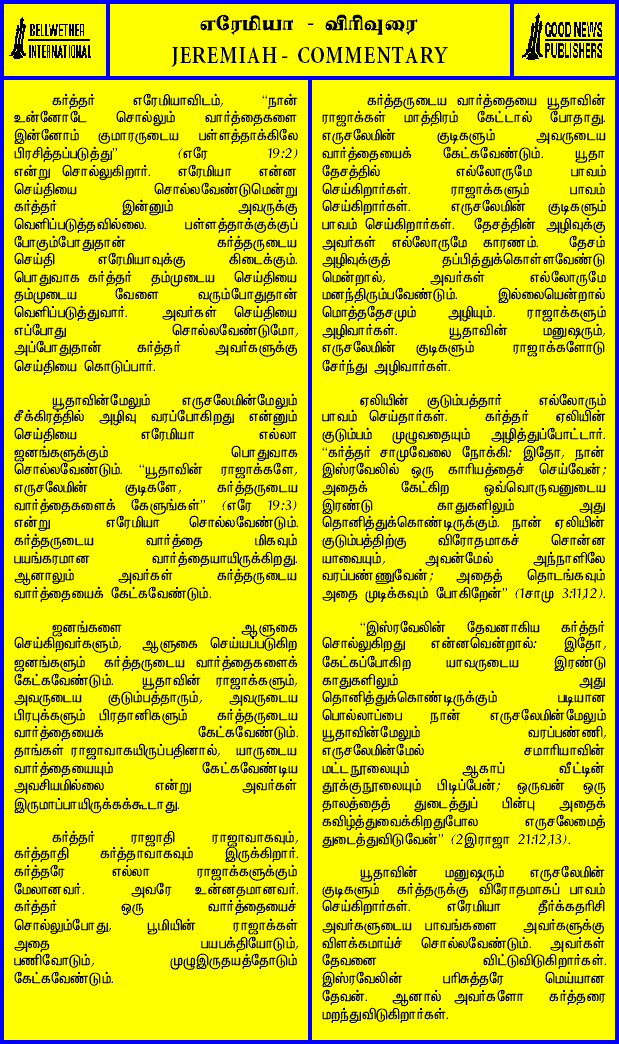 BELLWETHER
INTERNATIONAL
எரேமியா - விரிவுரை
JEREMIAH - COMMENTARY
GOOD NEWS
PUBLISHERS
கர்த்தர் எரேமியாவிடம், "நான்
உன்னோடே சொல்லும் வார்த்தைகளை
இன்னோம் குமாரருடைய பள்ளத்தாக்கிலே
பிரசித்தப்படுத்து" (எரே 19:2)
என்று சொல்லுகிறார். எரேமியா என்ன
செய்தியை சொல்லவேண்டுமென்று
கர்த்தர் இன்னும் அவருக்கு
வெளிப்படுத்தவில்லை. பள்ளத்தாக்குக்குப்
போகும்போதுதான் கர்த்தருடைய
செய்தி எரேமியாவுக்கு கிடைக்கும்.
பொதுவாக கர்த்தர் தம்முடைய செய்தியை
தம்முடைய வேளை வரும்போதுதான்
வெளிப்படுத்துவார். அவர்கள் செய்தியை
எப்போது சொல்லவேண்டுமோ,
அப்போதுதான் கர்த்தர் அவர்களுக்கு
செய்தியை கொடுப்பார்.
யூதாவின்மேலும் எருசலேமின்மேலும்
சீக்கிரத்தில் அழிவு வரப்போகிறது என்னும்
செய்தியை எரேமியா எல்லா
ஜனங்களுக்கும் பொதுவாக
சொல்லவேண்டும். "யூதாவின் ராஜாக்களே,
எருசலேமின் குடிகளே, கர்த்தருடைய
வார்த்தைகளைக் கேளுங்கள்" (எரே 19:3)
என்று எரேமியா சொல்லவேண்டும்.
கர்த்தருடைய வார்த்தை மிகவும்
பயங்கரமான வார்த்தையாயிருக்கிறது.
ஆனாலும் அவர்கள் கர்த்தருடைய
வார்த்தையைக் கேட்கவேண்டும்.
ஜனங்களை ஆளுகை
செய்கிறவர்களும், ஆளுகை செய்யப்படுகிற
ஜனங்களும் கர்த்தருடைய வார்த்தைகளைக்
கேட்கவேண்டும். யூதாவின் ராஜாக்களும்,
அவருடைய குடும்பத்தாரும், அவருடைய
பிரபுக்களும் பிரதானிகளும் கர்த்தருடைய
வார்த்தையைக் கேட்கவேண்டும்.
தாங்கள் ராஜாவாகயிருப்பதினால், யாருடைய
வார்த்தையையும் கேட்கவேண்டிய
அவசியமில்லை என்று அவர்கள்
இருமாப்பாயிருக்கக்கூடாது.
கர்த்தர் ராஜாதி ராஜாவாகவும்,
கர்த்தாதி கர்த்தாவாகவும் இருக்கிறார்.
கர்த்தரே எல்லா ராஜாக்களுக்கும்
மேலானவர். அவரே உன்னதமானவர்.
கர்த்தர் ஒரு வார்த்தையைச்
சொல்லும்போது, பூமியின் ராஜாக்கள்
அதை பயபக்தியோடும்,
பணிவோடும், முழுஇருதயத்தோடும்
கேட்கவேண்டும்.
கர்த்தருடைய வார்த்தையை யூதாவின்
ராஜாக்கள் மாத்திரம் கேட்டால் போதாது.
எருசலேமின் குடிகளும் அவருடைய
வார்த்தையைக் கேட்கவேண்டும். யூதா
தேசத்தில் எல்லோருமே பாவம்
செய்கிறார்கள். ராஜாக்களும் பாவம்
செய்கிறார்கள். எருசலேமின் குடிகளும்
பாவம் செய்கிறார்கள். தேசத்தின் அழிவுக்கு
அவர்கள் எல்லோருமே காரணம். தேசம்
அழிவுக்குத் தப்பித்துக்கொள்ளவேண்டு
மென்றால், அவர்கள் எல்லோருமே
மனந்திரும்பவேண்டும். இல்லையென்றால்
மொத்ததேசமும் அழியும். ராஜாக்களும்
அழிவார்கள். யூதாவின் மனுஷரும்,
எருசலேமின் குடிகளும் ராஜாக்களோடு
சேர்ந்து அழிவார்கள்.
ஏலியின் குடும்பத்தார் எல்லோரும்
பாவம் செய்தார்கள். கர்த்தர் ஏலியின்
குடும்பம் முழுவதையும் அழித்துப்போட்டார்.
"கர்த்தர் சாமுவேலை நோக்கி: இதோ, நான்
இஸ்ரவேலில் ஒரு காரியத்தைச் செய்வேன்;
அதைக் கேட்கிற ஒவ்வொருவனுடைய
இரண்டு காதுகளிலும் அது
தொனித்துக்கொண்டிருக்கும். நான் ஏலியின்
குடும்பத்திற்கு விரோதமாகச் சொன்ன
யாவையும், அவன்மேல் அந்நாளிலே
வரப்பண்ணுவேன்; அதைத் தொடங்கவும்
அதை முடிக்கவும் போகிறேன்" (1சாமு 3:11,12).
"இஸ்ரவேலின் தேவனாகிய கர்த்தர்
சொல்லுகிறது என்னவென்றால்: இதோ,
கேட்கப்போகிற யாவருடைய இரண்டு
காதுகளிலும் அது
தொனித்துக்கொண்டிருக்கும் படியான
பொல்லாப்பை நான் எருசலேமின்மேலும்
யூதாவின்மேலும் வரப்பண்ணி,
எருசலேமின்மேல் சமாரியாவின்
மட்டநூலையும் ஆகாப் வீட்டின்
தூக்குநூலையும் பிடிப்பேன்; ஒருவன் ஒரு
தாலத்தைத் துடைத்துப் பின்பு அதைக்
கவிழ்த்துவைக்கிறதுபோல எருசலேமைத்
துடைத்துவிடுவேன்" (2இராஜா 21:12,13).
யூதாவின் மனுஷரும் எருசலேமின்
குடிகளும் கர்த்தருக்கு விரோதமாகப் பாவம்
செய்கிறார்கள். எரேமியா தீர்க்கதரிசி
அவர்களுடைய பாவங்களை அவர்களுக்கு
விளக்கமாய்ச் சொல்லவேண்டும். அவர்கள்
தேவனை விட்டுவிடுகிறார்கள்.
இஸ்ரவேலின் பரிசுத்தரே மெய்யான
தேவன். ஆனால் அவர்களோ கர்த்தரை
மறந்துவிடுகிறார்கள்.